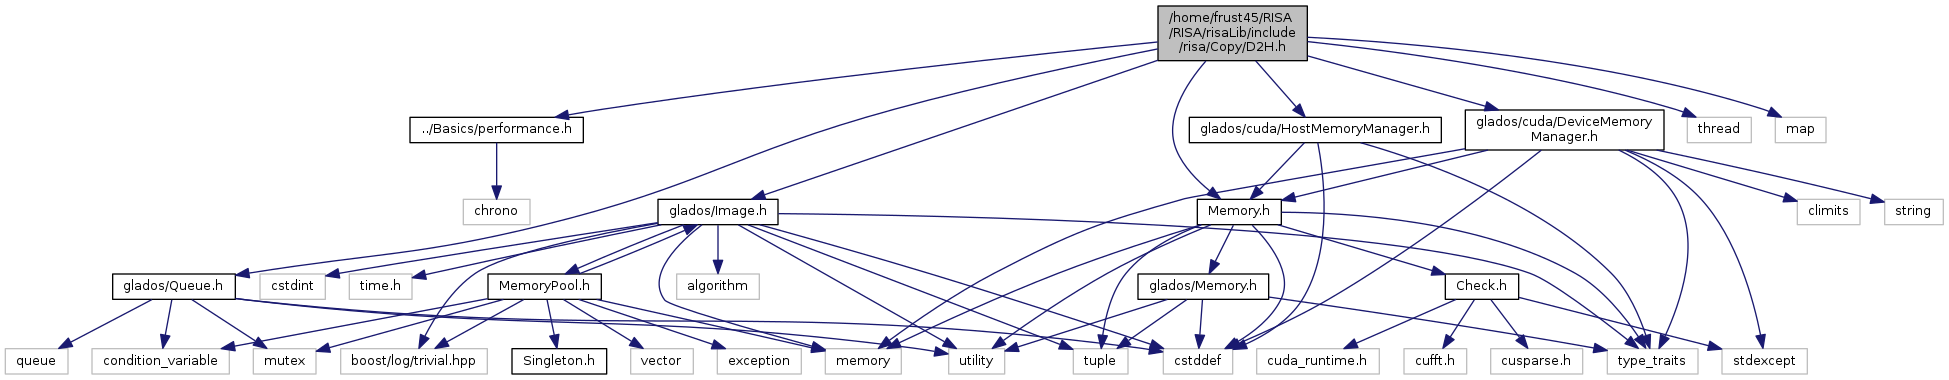 /home/frust45/RISA
/RISA/risaLib/include
/risa/Copy/D2H.h
../Basics/performance.h
glados/cuda/HostMemoryManager.h
glados/cuda/DeviceMemory
Manager.h
thread
map
chrono
glados/Image.h
Memory.h
climits
string
glados/Queue.h
cstdint
time.h
MemoryPool.h
algorithm
glados/Memory.h
Check.h
queue
condition_variable
mutex
boost/log/trivial.hpp
Singleton.h
vector
exception
memory
utility
tuple
cstddef
cuda_runtime.h
cufft.h
cusparse.h
type_traits
stdexcept